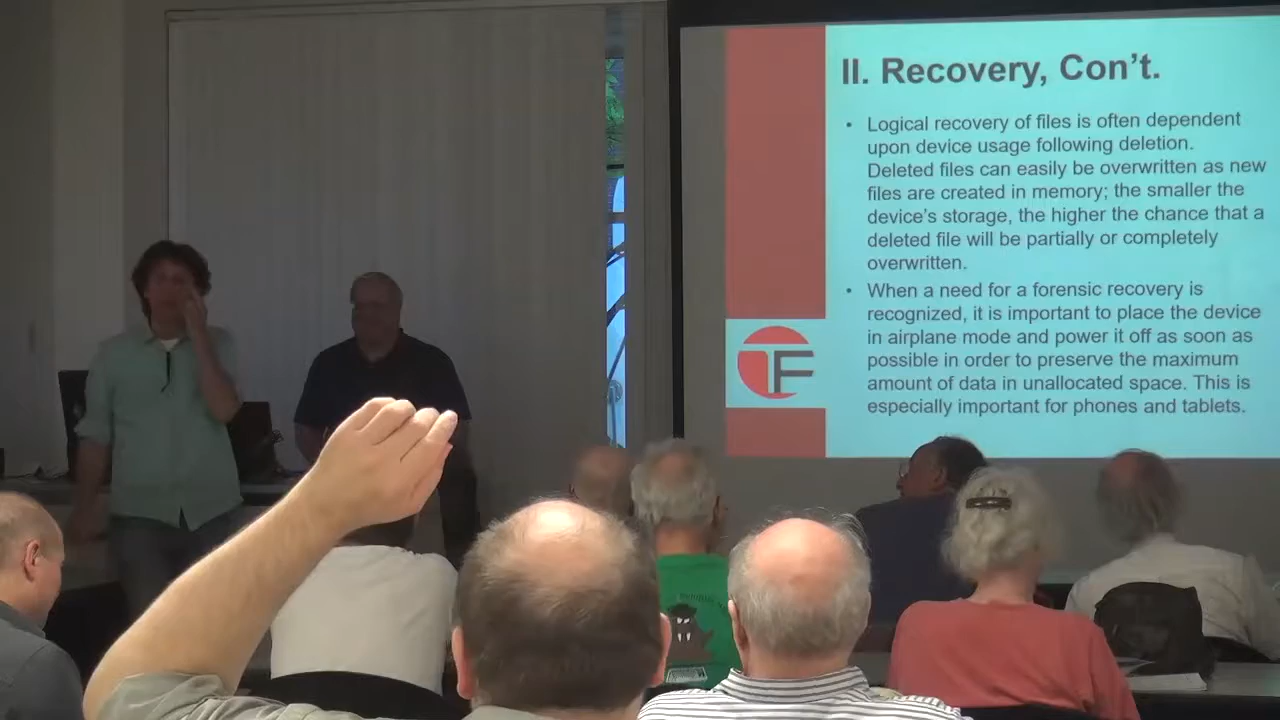 II. Recovery, Con't.
• Logical recovery of files is often dependent
upon device usage following deletion.
Deleted files can easily be overwritten as new
files are created in memory; the smaller the
device's storage, the higher the chance that a
deleted file will be partially or completely
overwritten.
• When a need for a forensic recovery is
recognized, it is important to place the device
in airplane mode and power it off as soon as
possible in order to preserve the maximum
amount of data in unallocated space. This is
especially important for phones and tablets.
TF